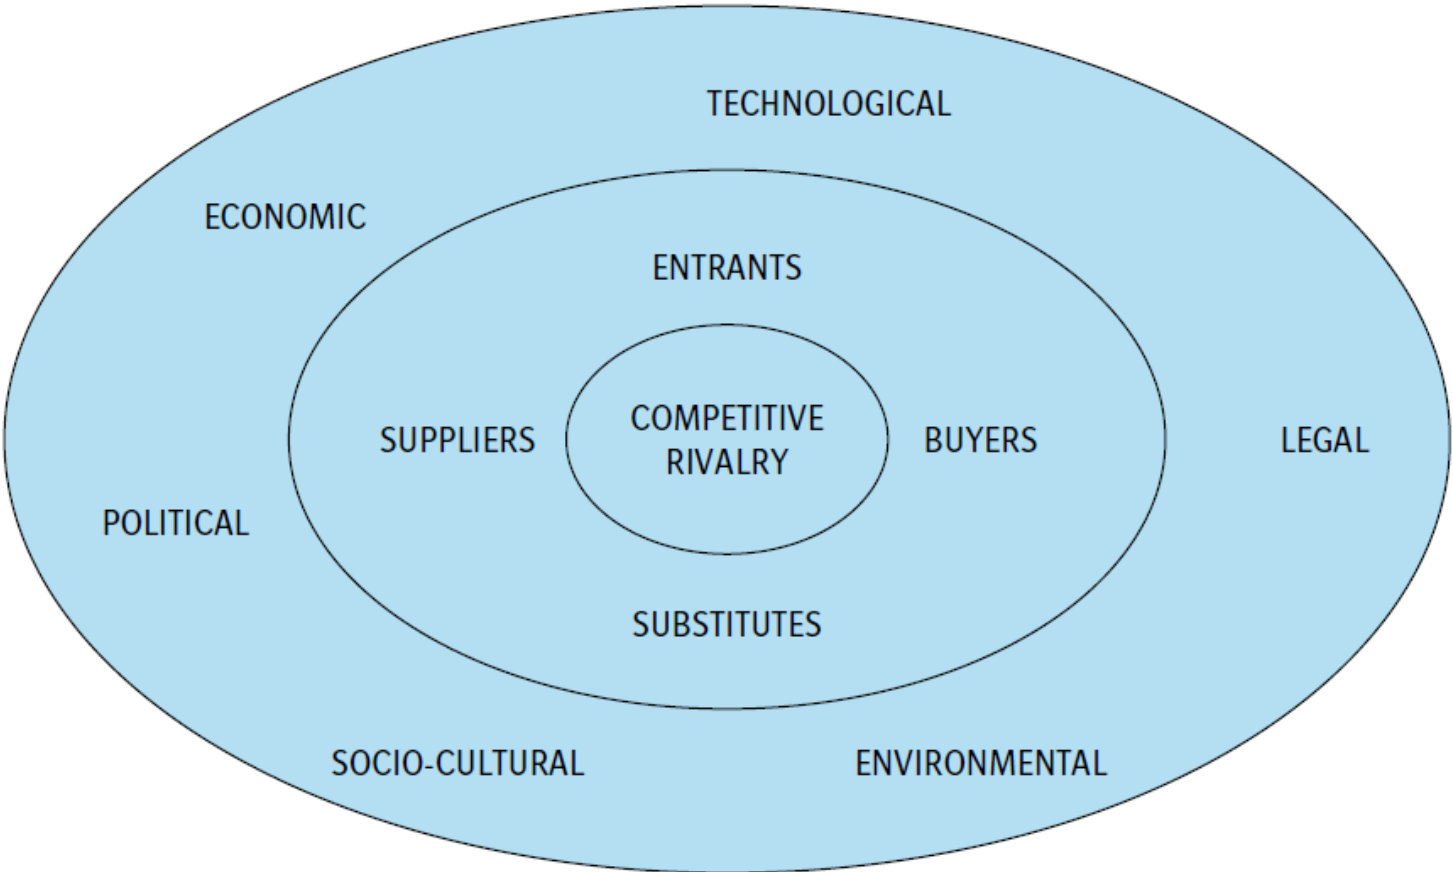 TECHNOLOGICAL
ECONOMIC
ENTRANTS
COMPETITIVE
RIVALRY
SUPPLIERS
BUYERS
LEGAL
POLITICAL
SUBSTITUTES
SOCIO-CULTURAL
ENVIRONMENTAL